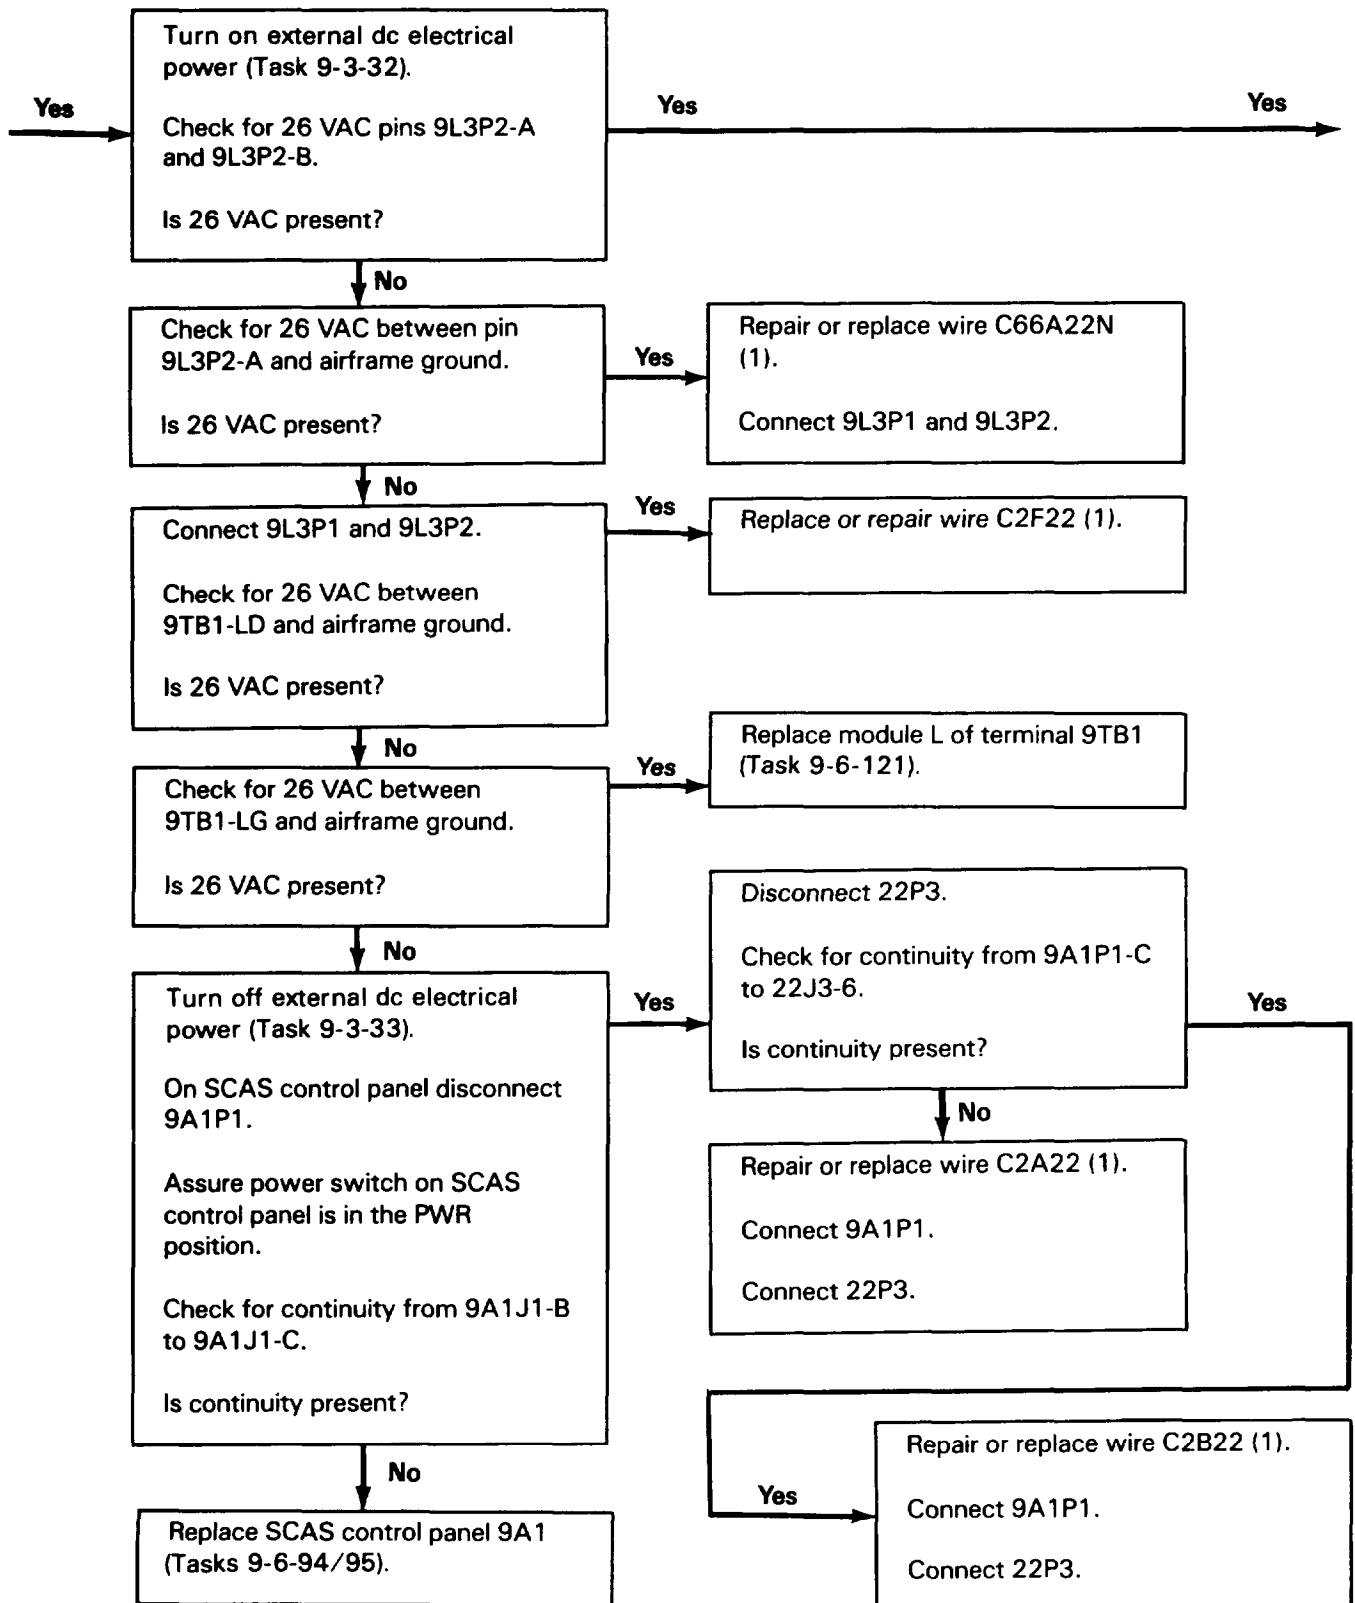 Turn on external dc electrical
power (Task 9-3-32).
Check for 26 VAC pins 9L3P2-A
and 9L3P2-B.
Is 26 VAC present?
Yes
Yes
Yes
No
Check for 26 VAC between pin
9L3P2-A and airframe ground.
Is 26 VAC present?
Yes
Repair or replace wire C66A22N
(1).
Connect 9L3P1 and 9L3P2.
No
Connect 9L3P1 and 9L3P2.
Check for 26 VAC between
9TB1-LD and airframe ground.
Is 26 VAC present?
Yes
Replace or repair wire C2F22 (1).
No
Check for 26 VAC between
9TB1-LG and airframe ground.
Is 26 VAC present?
Yes
Replace module L of terminal 9TB1
(Task 9-6-121).
No
Turn off external dc electrical
power (Task 9-3-33).
On SCAS control panel disconnect
9A1P1.
Assure power switch on SCAS
control panel is in the PWR
position.
Check for continuity from 9A1J1-B
to 9A1J1-C.
Is continuity present?
Yes
Disconnect 22P3.
Check for continuity from 9A1P1-C
to 22J3-6.
Is continuity present?
Yes
No
Repair or replace wire C2A22 (1).
Connect 9A1P1.
Connect 22P3.
No
Replace SCAS control panel 9A1
(Tasks 9-6-94/95).
Yes
Repair or replace wire C2B22 (1).
Connect 9A1P1.
Connect 22P3.